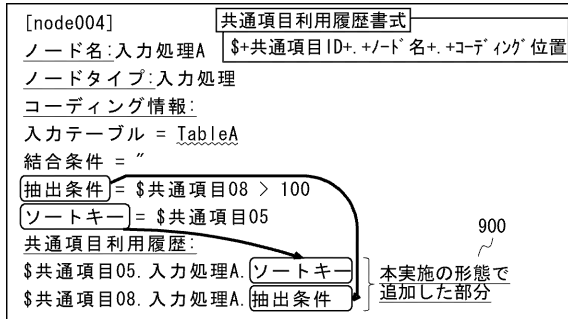 [node004]
共通項目利用履歴書式
$+共通項目ID+.+ノード名+.+コーディング位置
ノード名:入力処理A
ノードタイプ:入力処理
コーディング情報:
入力テーブル = TableA
結合条件 = ”
抽出条件 = $共通項目08 > 100
ソートキー = $共通項目05
共通項目利用履歴:
$共通項目05.入力処理A.ソートキー
$共通項目08.入力処理A.抽出条件
900
本実施の形態で
追加した部分